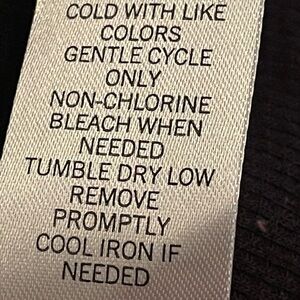 COLD WITH LIKE
COLORS
GENTLE CYCLE
ONLY
NON-CHLORINE
BLEACH WHEN
NEEDED
TUMBLE DRY LOW
REMOVE
PROMPTLY
COOL IRON IF
NEEDED